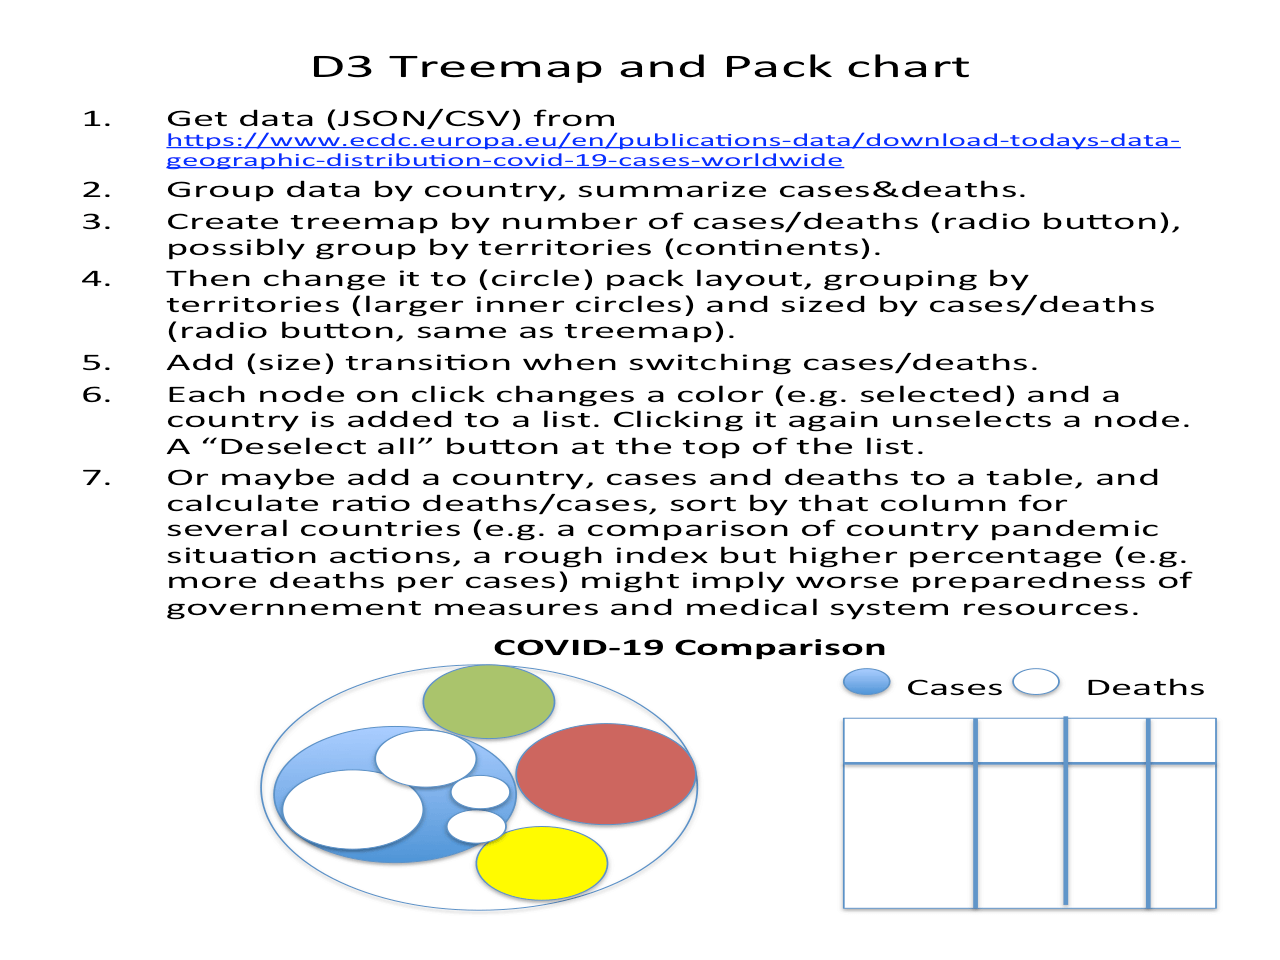 D3 Treemap and Pack chart
1. Get data (JSON/CSV) from
https://www.ecdc.europa.eu/en/publications-data/download-todays-data-
geographic-distribution-covid-19-cases-worldwide
2. Group data by country, summarize cases&deaths.
3. Create treemap by number of cases/deaths (radio button),
possibly group by territories (continents).
4. Then change it to (circle) pack layout, grouping by
territories (larger inner circles) and sized by cases/deaths
(radio button, same as treemap).
5. Add (size) transition when switching cases/deaths.
6. Each node on click changes a color (e.g. selected) and a
country is added to a list. Clicking it again unselects a node.
A “Deselect all” button at the top of the list.
7. Or maybe add a country, cases and deaths to a table, and
calculate ratio deaths/cases, sort by that column for
several countries (e.g. a comparison of country pandemic
situation actions, a rough index but higher percentage (e.g.
more deaths per cases) might imply worse preparedness of
governnement measures and medical system resources.
COVID-19 Comparison
Cases Deaths